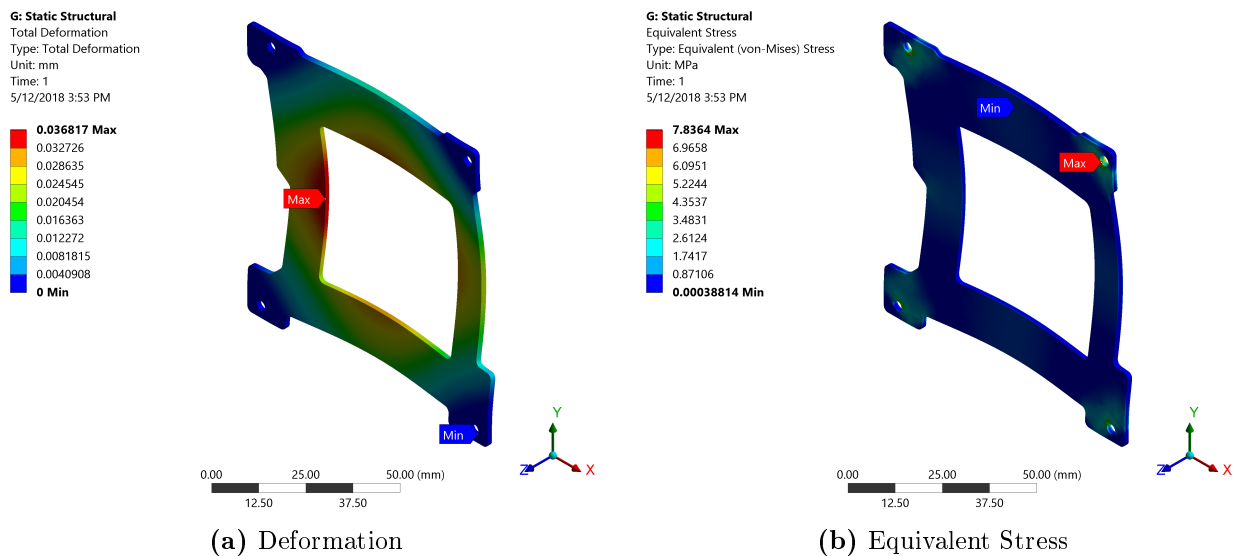 G: Static Structural
Total Deformation
Type: Total Deformation
Unit: mm
Time: 1
5/12/2018 3:53 PM
0.036817 Max
0.032726
0.028635
0.024545
0.020454
0.016363
0.012272
0.0081815
0.0040908
0 Min
Max
Min
Y
Z
X
0.00
25.00
50.00 (mm)
12.50
37.50
(a) Deformation
G: Static Structural
Equivalent Stress
Type: Equivalent (von-Mises) Stress
Unit: MPa
Time: 1
5/12/2018 3:53 PM
7.8364 Max
6.9658
6.0951
5.2244
4.3537
3.4831
2.6124
1.7417
0.87106
0.00038814 Min
Min
Max
Y
Z
X
0.00
25.00
50.00 (mm)
12.50
37.50
(b) Equivalent Stress